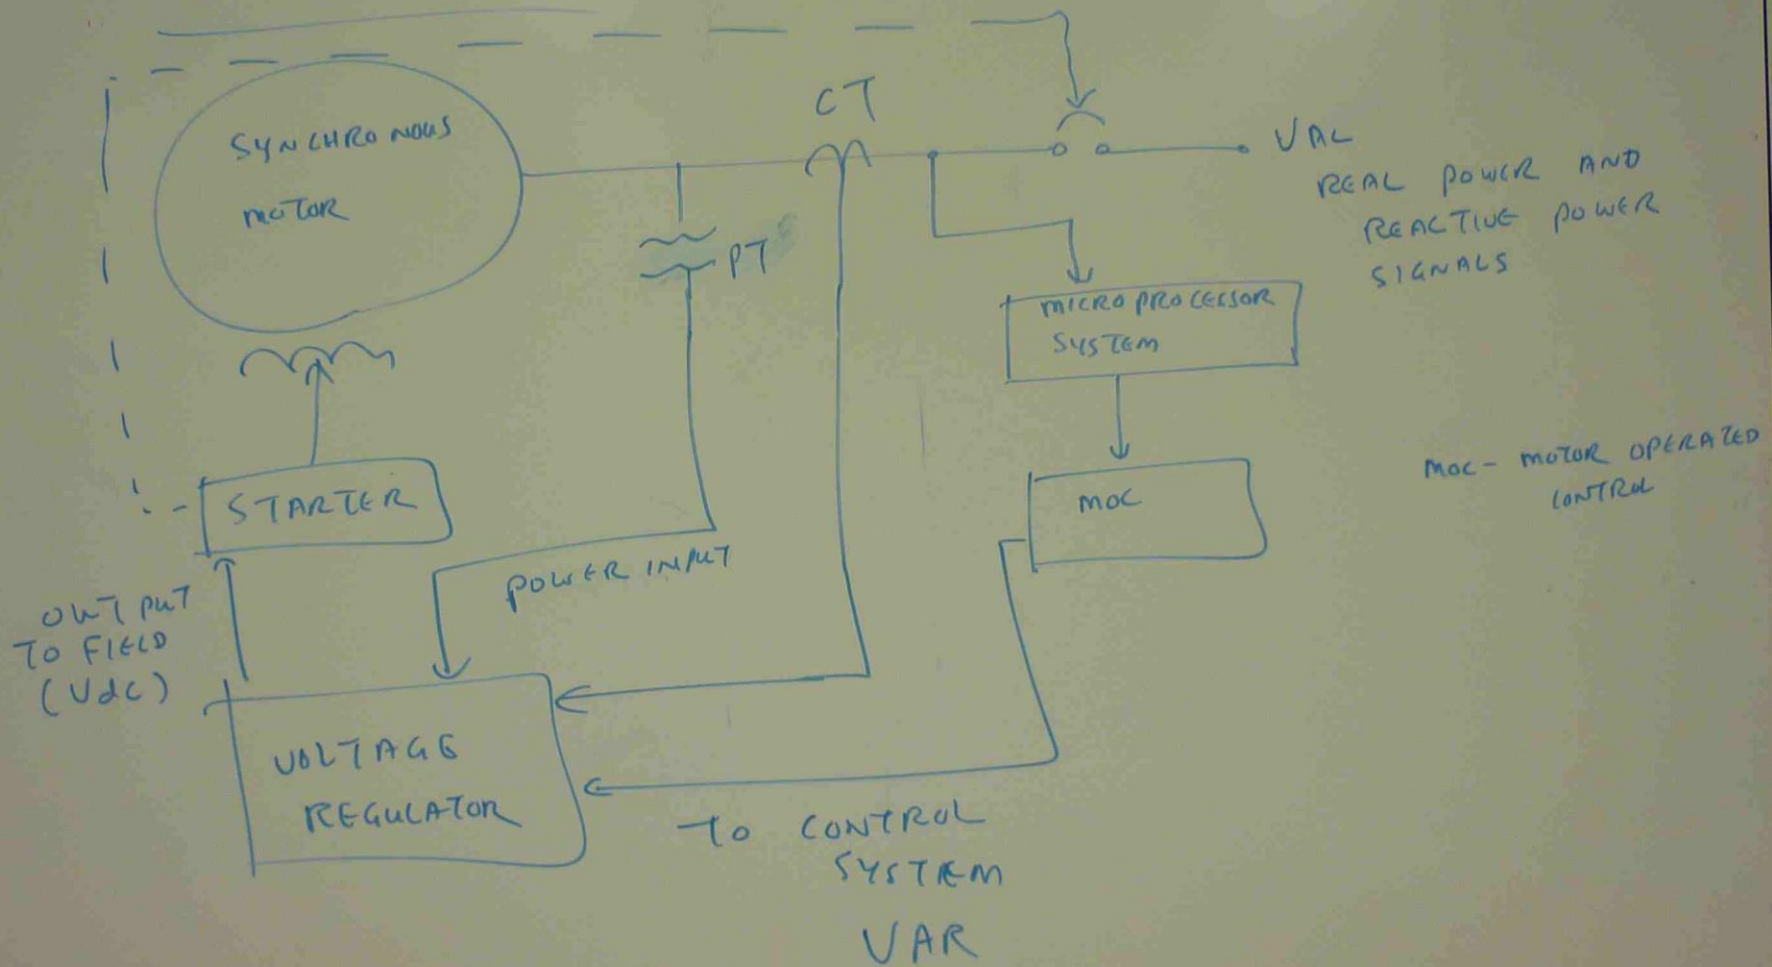 CT
SYNCHRONOUS
MOTOR
PT
VAC
REAL POWER AND
REACTIVE POWER
SIGNALS
MICROPROCESSOR
SYSTEM
MOC
MOC - MOTOR OPERATED
CONTROL
STARTER
POWER INPUT
OUTPUT
TO FIELD
(Vdc)
VOLTAGE
REGULATOR
TO CONTROL
SYSTEM
VAR